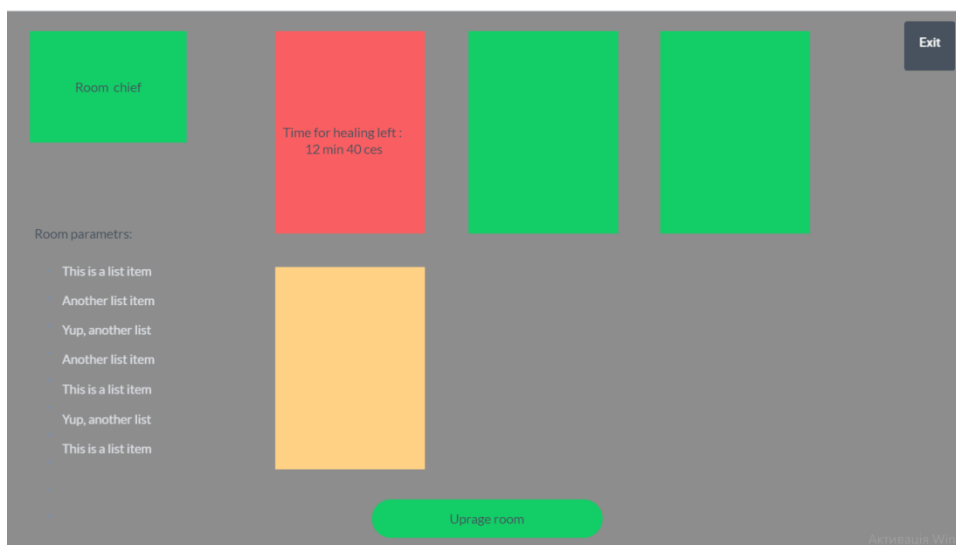 Exit
Room chief
Time for healing left :
12 min 40 ces
Room parametrs:
This is a list item
Another list item
Yup, another list
Another list item
This is a list item
Yup, another list
This is a list item
Uprage room
Активація Win